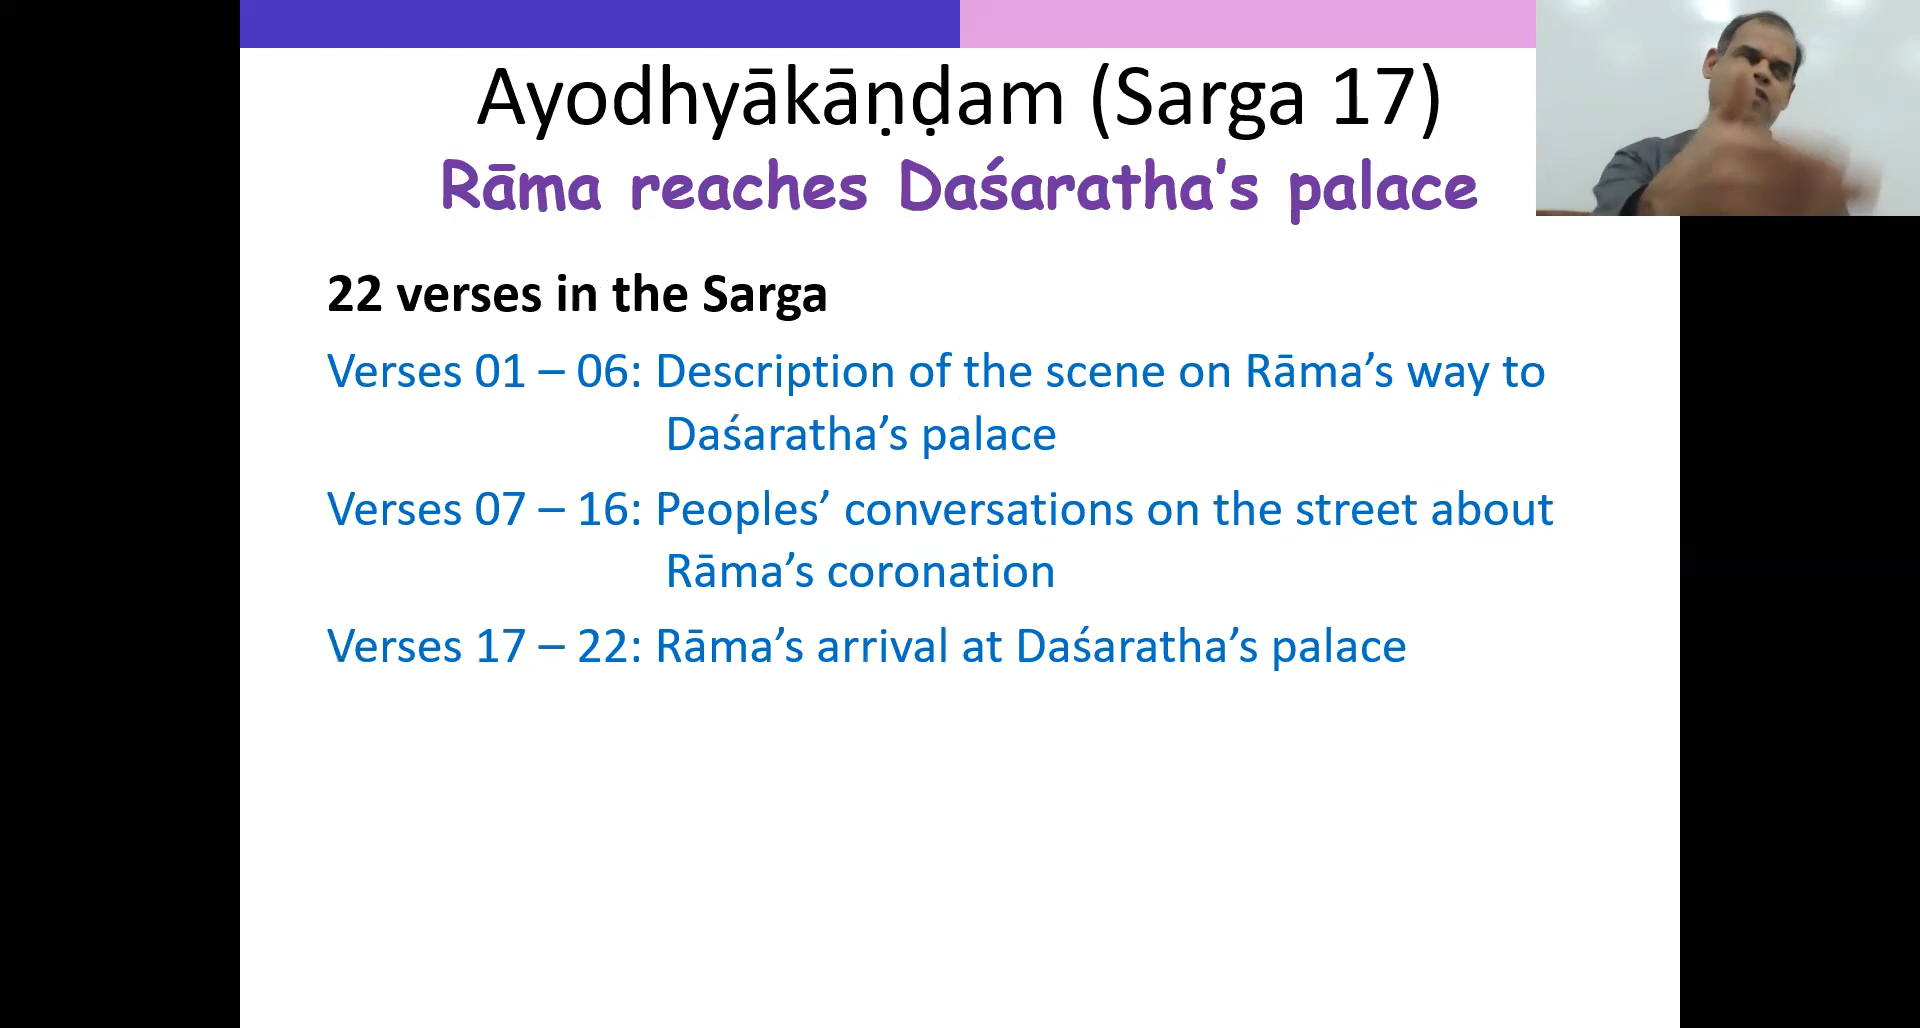 Ayodhyākāṇḍam (Sarga 17)
Rāma reaches Daśaratha’s palace
22 verses in the Sarga
Verses 01 – 06: Description of the scene on Rāma’s way to
Daśaratha’s palace
Verses 07 – 16: Peoples’ conversations on the street about
Rāma’s coronation
Verses 17 – 22: Rāma’s arrival at Daśaratha’s palace